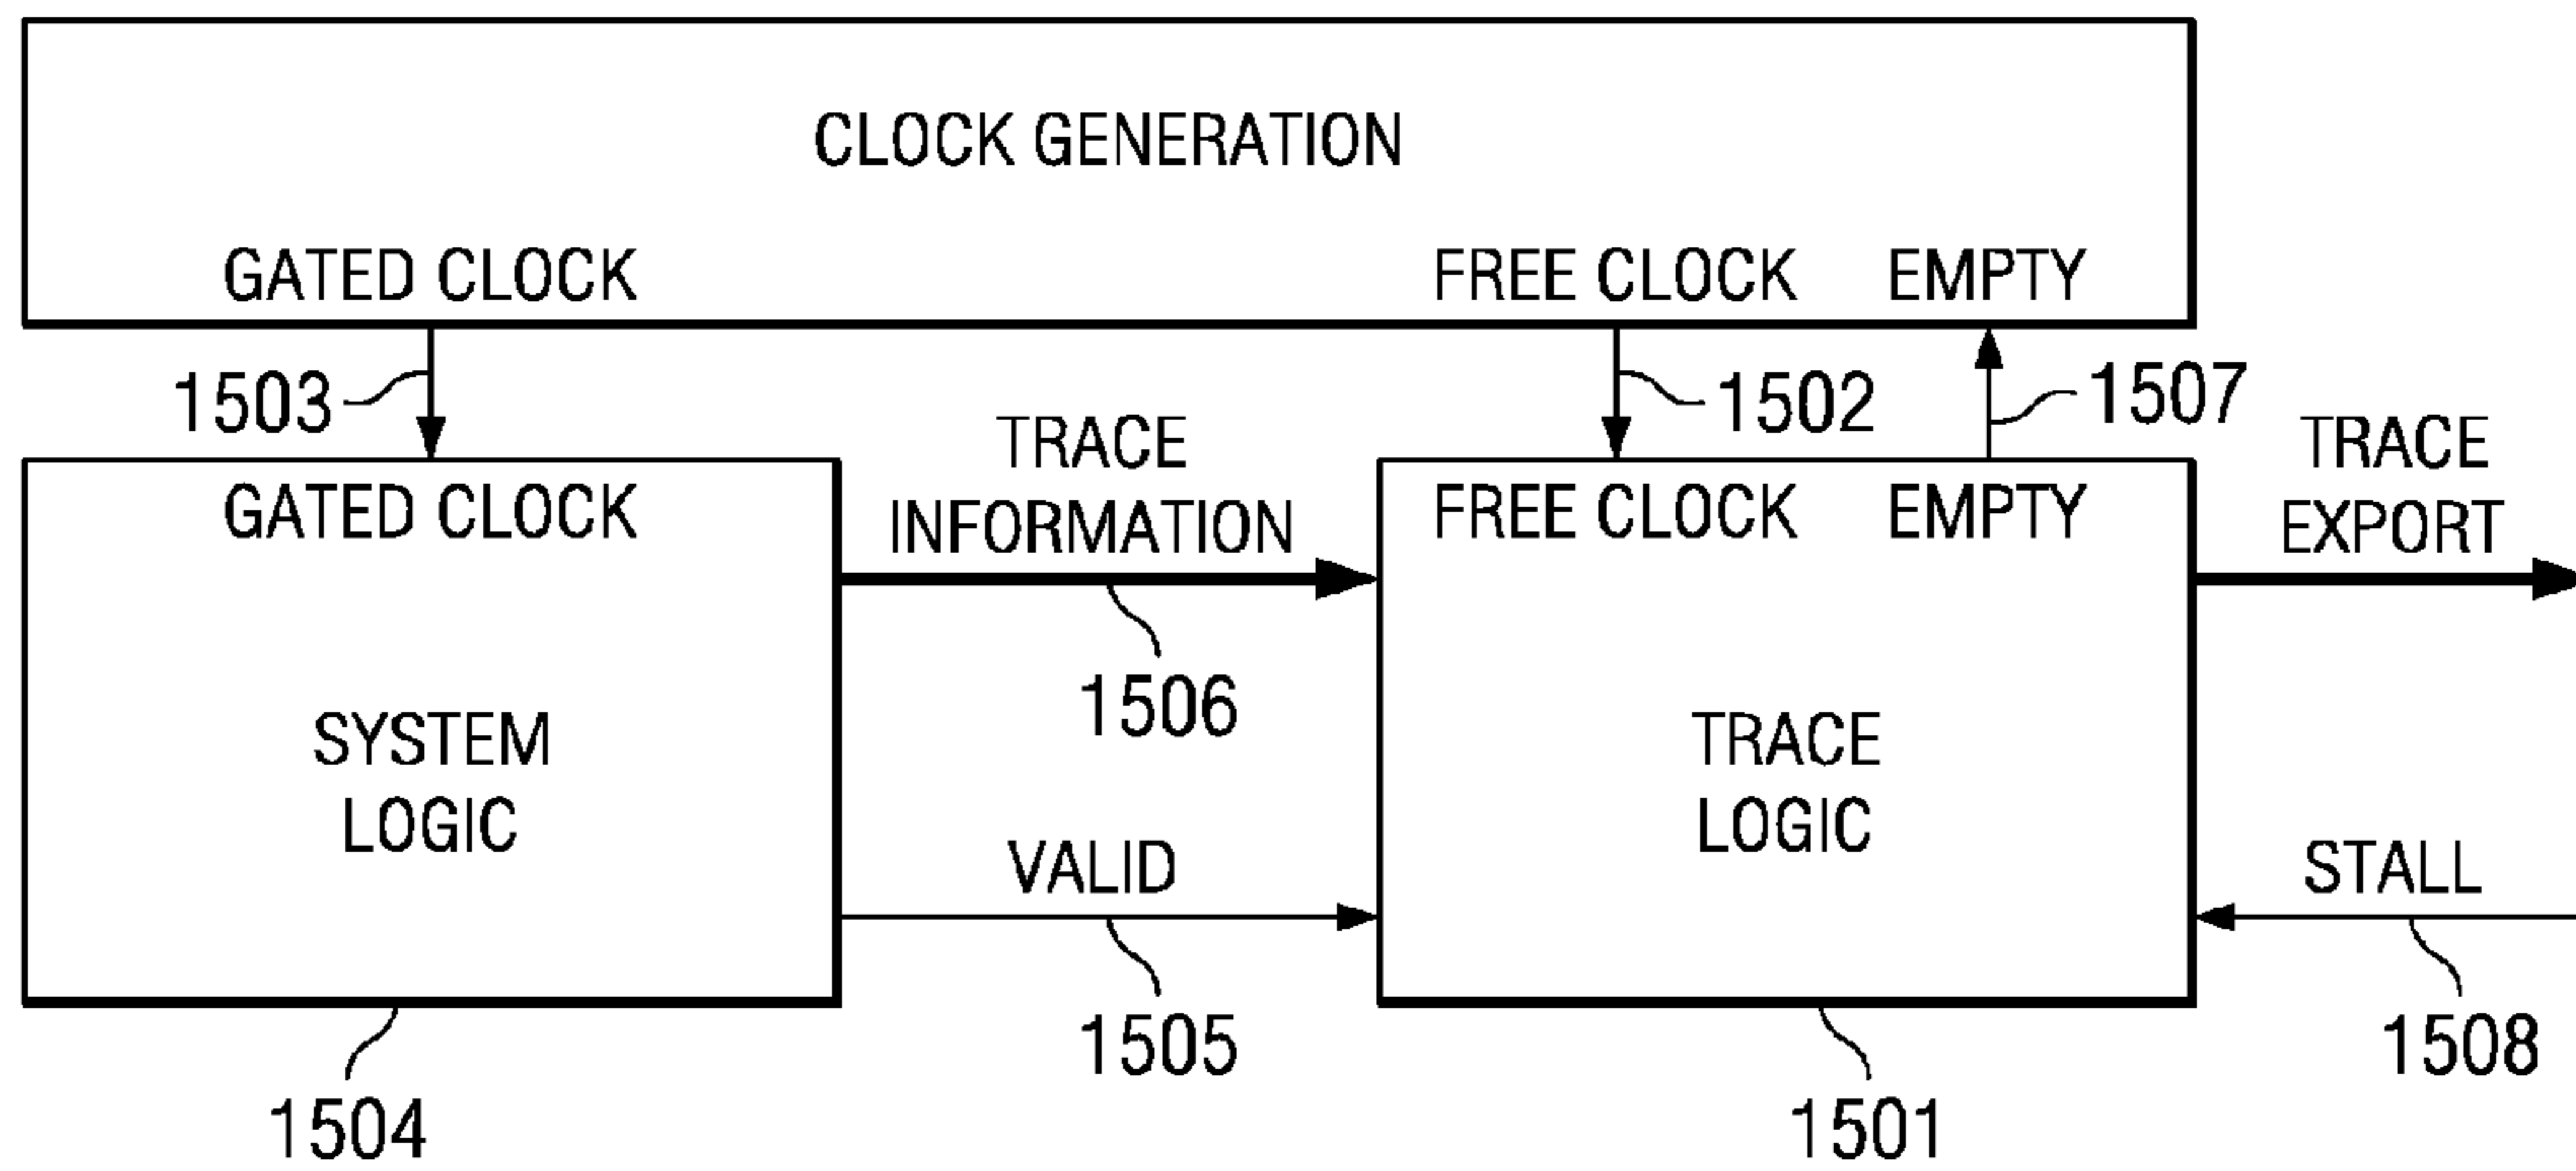 CLOCK GENERATION
GATED CLOCK
FREE CLOCK
EMPTY
1503
1502
1507
TRACE
INFORMATION
TRACE
EXPORT
GATED CLOCK
FREE CLOCK
EMPTY
1506
SYSTEM
LOGIC
TRACE
LOGIC
VALID
STALL
1505
1508
1504
1501